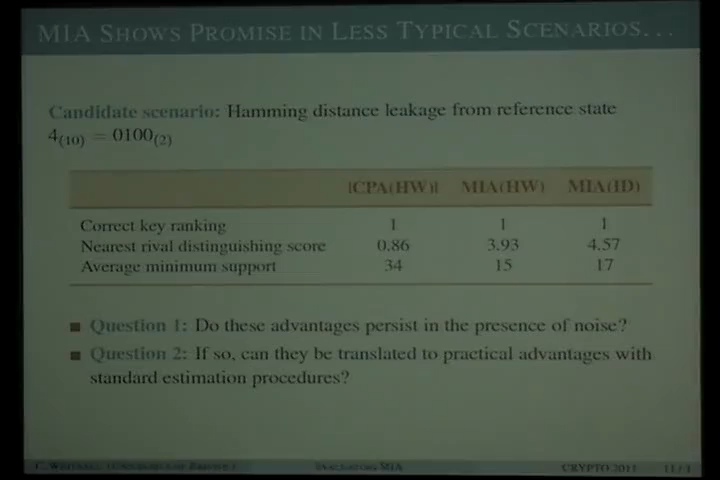 MIA SHOWS PROMISE IN LESS TYPICAL SCENARIOS...
Candidate scenario: Hamming distance leakage from reference state
4(10) = 0100(2)
|CPA(HW)| MIA(HW) MIA(ID)
Correct key ranking 1 1 1
Nearest rival distinguishing score 0.86 3.93 4.57
Average minimum support 34 15 17
Question 1: Do these advantages persist in the presence of noise?
Question 2: If so, can they be translated to practical advantages with
standard estimation procedures?
MIA
CRYPTO 2011 11 /